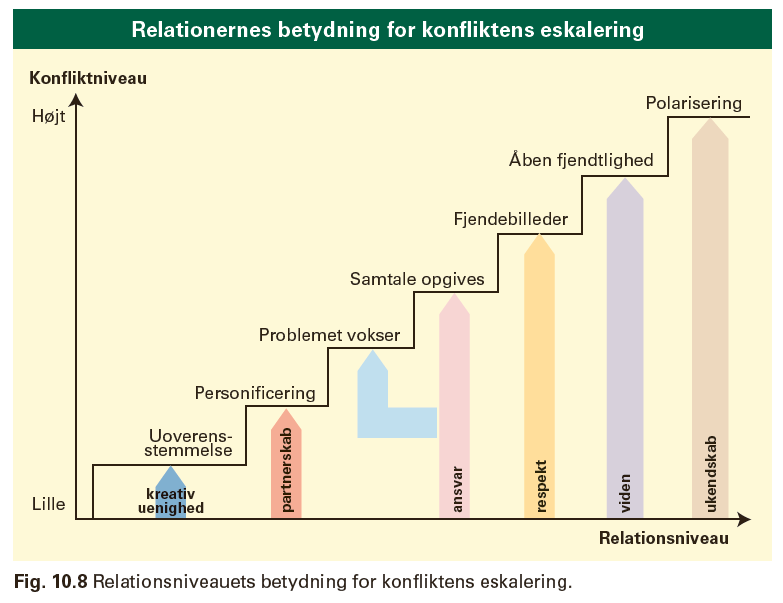 Relationernes betydning for konfliktens eskalering
Konfliktniveau
Højt
Polarisering
Åben fjendtlighed
Fjendebilleder
Samtale opgives
Problemet vokser
Personificering
Uoverens-
stemmelse
kreativ
uenighed
partnerskab
ansvar
respekt
viden
ukendskab
Lille
Relationsniveau
Fig. 10.8 Relationsniveauets betydning for konfliktens eskalering.